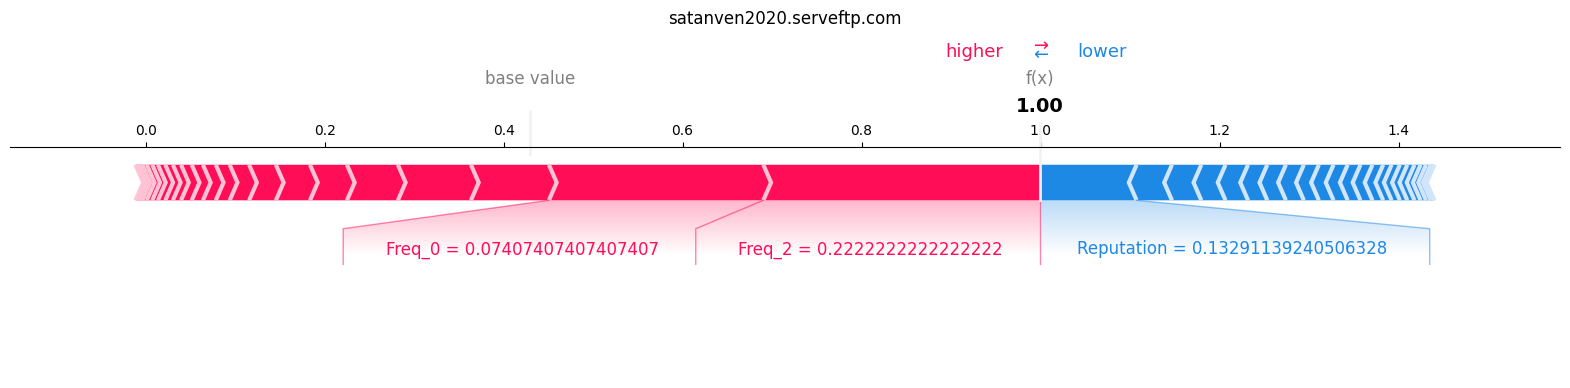 satanven2020.serveftp.com
higher ⇄ lower
base value f(x)
1.00
0.0 0.2 0.4 0.6 0.8 1.0 1.2 1.4
Freq_0 = 0.07407407407407407 Freq_2 = 0.2222222222222222 Reputation = 0.13291139240506328